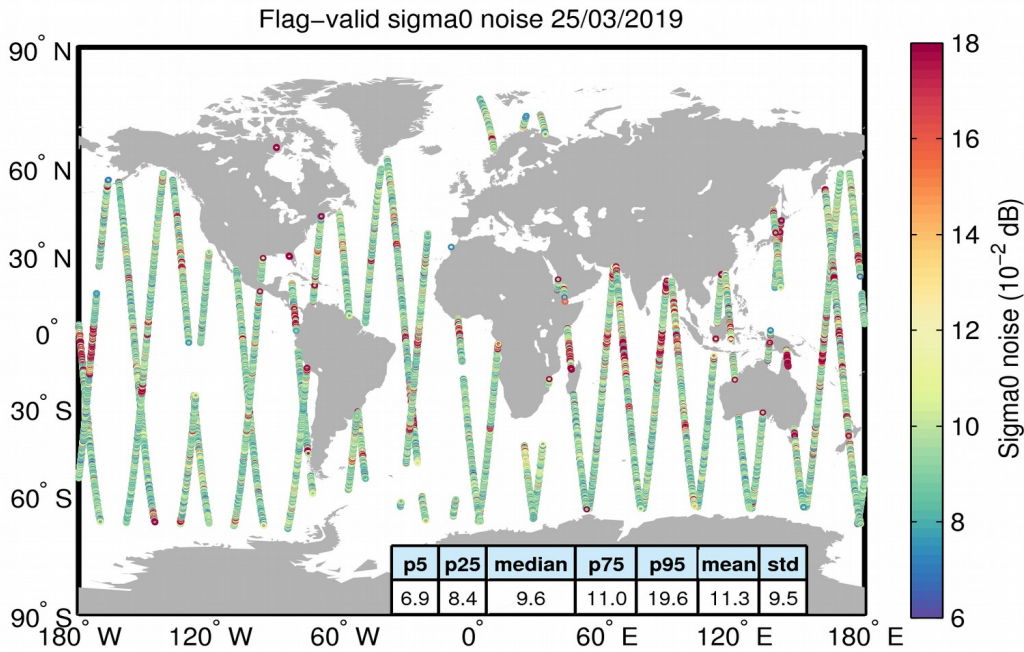 Flag−valid sigma0 noise 25/03/2019
90° N
60° N
30° N
0°
30° S
60° S
90° S
180° W
120° W
60° W
0°
60° E
120° E
180° E
p5 p25 median p75 p95 mean std
6.9 8.4 9.6 11.0 19.6 11.3 9.5
18
16
14
12
10
8
6
Sigma0 noise (10⁻² dB)